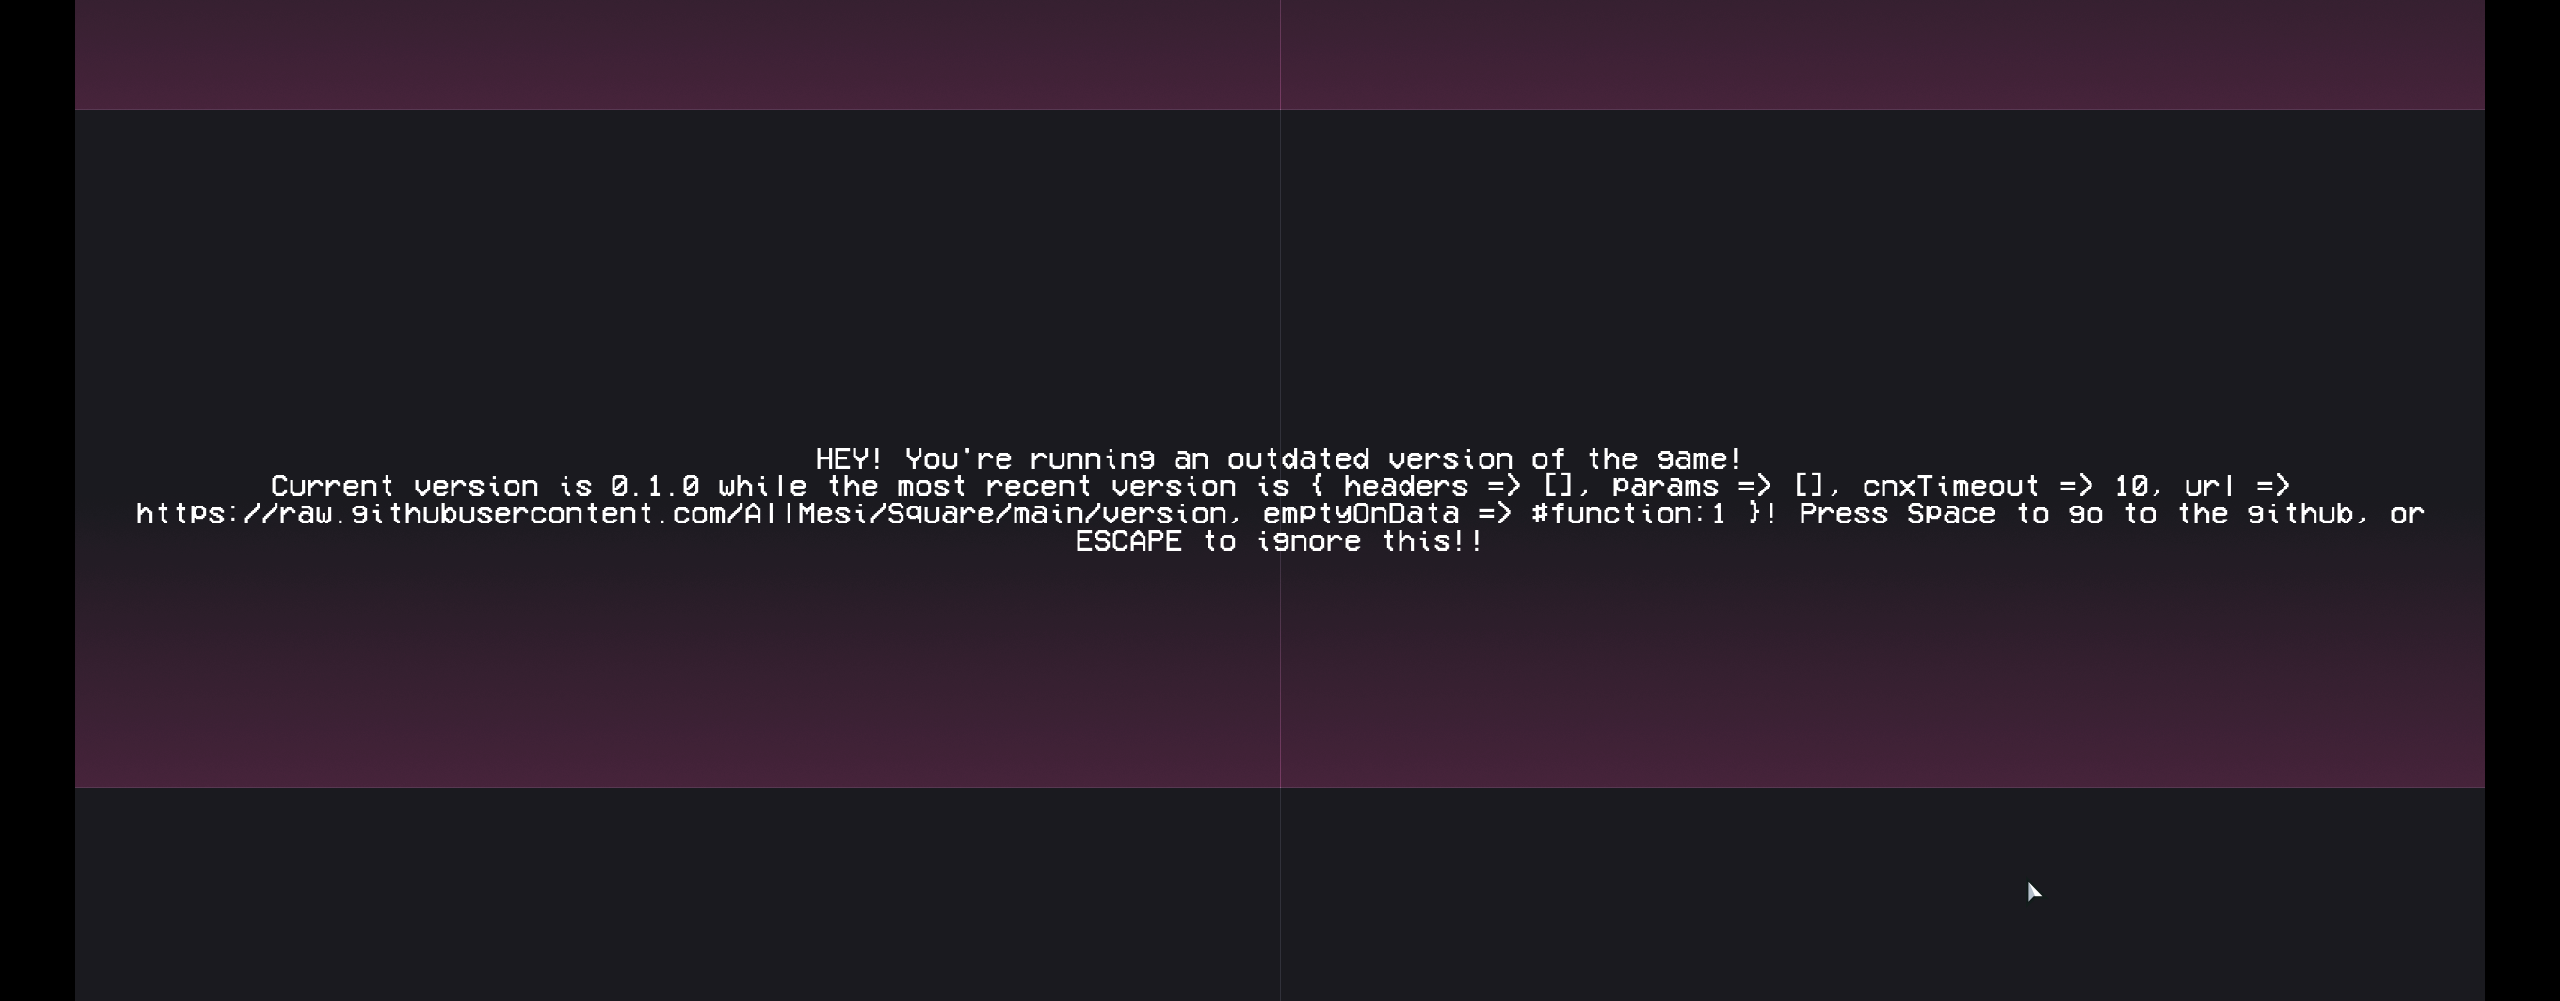 HEY! You're running an outdated version of the game!
Current version is 0.1.0 while the most recent version is { headers => [], params => [], cnxTimeout => 10, url =>
https://raw.githubusercontent.com/AllMesi/Square/main/version, emptyOnData => #function:1 }! Press Space to go to the github, or
ESCAPE to ignore this!!